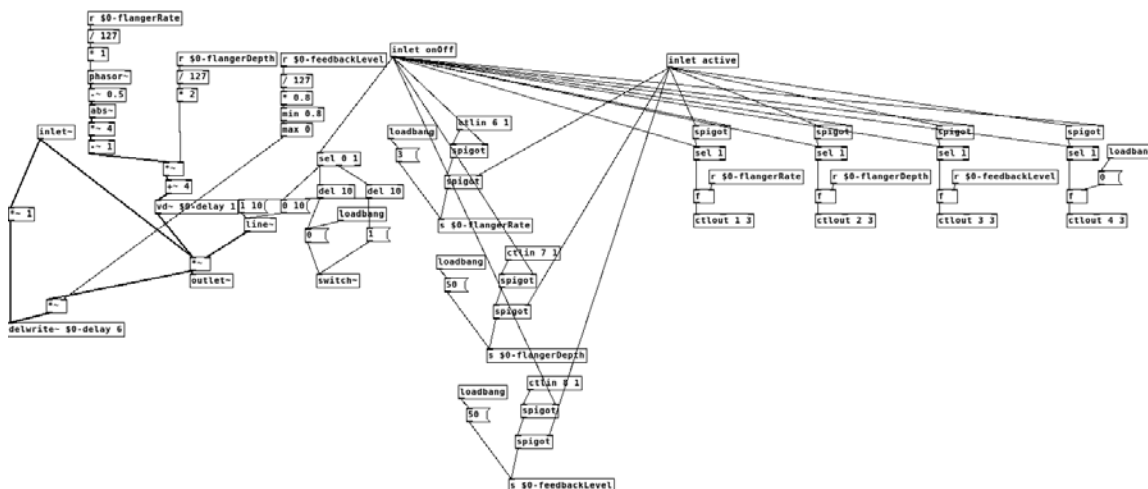 r $0-flangerRate
/ 127
* 1
phasor~
-~ 0.5
abs~
*~ 4
-~ 1
r $0-flangerDepth
/ 127
* 2
*~
+~ 4
r $0-feedbackLevel
/ 127
* 0.8
min 0.8
max 0
inlet~
*~ 1
vd~ $0-delay 1
1 10
0 10
line~
*~
outlet~
*~
delwrite~ $0-delay 6
sel 0 1
del 10
del 10
loadbang
0
1
switch~
inlet onOff
inlet active
loadbang
3
ctlin 6 1
spigot
spigot
s $0-flangerRate
loadbang
50
ctlin 7 1
spigot
spigot
s $0-flangerDepth
loadbang
50
ctlin 8 1
spigot
spigot
s $0-feedbackLevel
spigot
sel 1
r $0-flangerRate
f
ctlout 1 3
spigot
sel 1
r $0-flangerDepth
f
ctlout 2 3
spigot
sel 1
r $0-feedbackLevel
f
ctlout 3 3
spigot
sel 1
loadban
0
f
ctlout 4 3